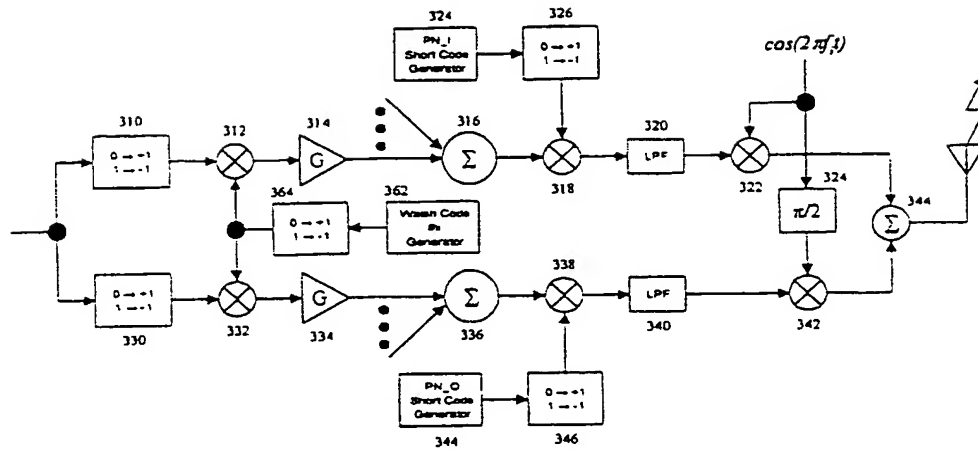 324
326
PN_I
Short Code
Generator
0→+1
1→-1
cos(2πf t)
310
312
314
316
320
0→+1
1→-1
G
Σ
318
LPF
322
324
364
362
0→+1
1→-1
Walsh Code
Generator
π/2
344
Σ
338
0→+1
1→-1
G
Σ
LPF
330
332
334
336
340
342
PN_Q
Short Code
Generator
0→+1
1→-1
344
346